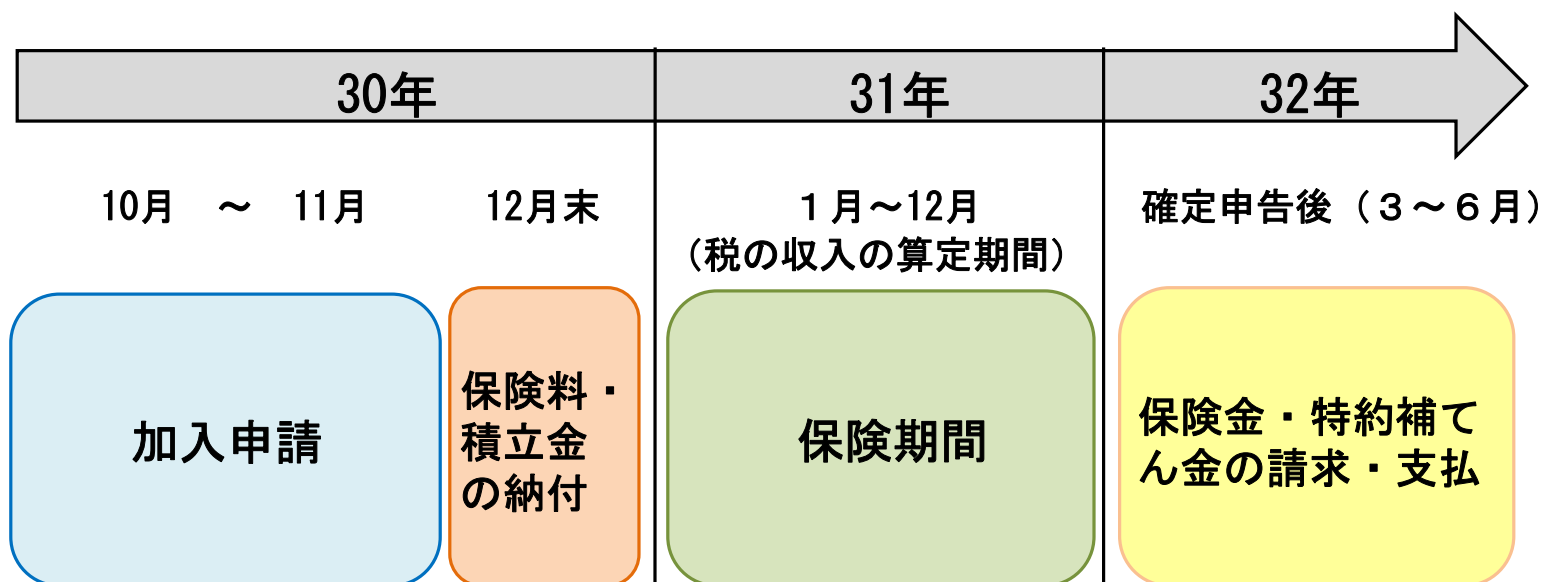 30年
31年
32年
10月　～　11月
12月末
１月～12月
（税の収入の算定期間）
確定申告後（３～６月）
加入申請
保険料・
積立金
の納付
保険期間
保険金・特約補て
ん金の請求・支払